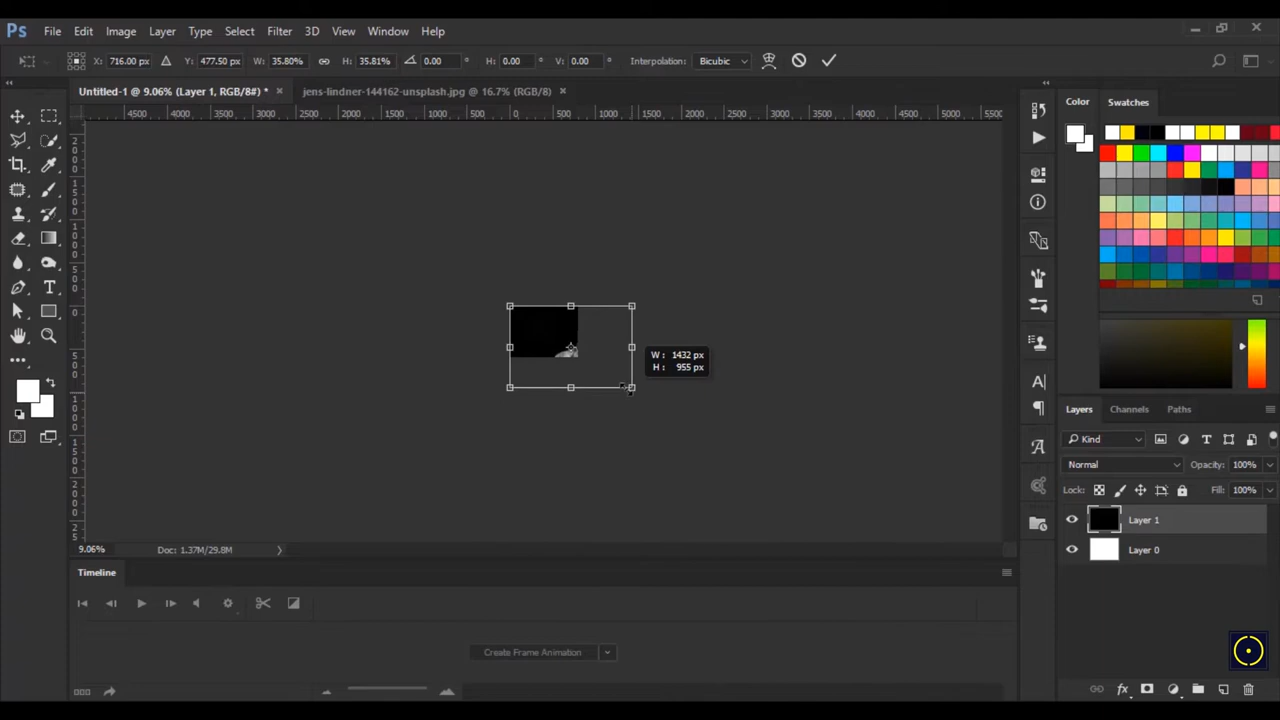 Ps File Edit Image Layer Type Select Filter 3D View Window Help
X: 716.00 px Y: 477.50 px W: 35.80% H: 35.81% 0.00 ° H: 0.00 ° V: 0.00 ° Interpolation: Bicubic
Untitled-1 @ 9.06% (Layer 1, RGB/8#) * × jens-lindner-144162-unsplash.jpg @ 16.7% (RGB/8) ×
4500 4000 3500 3000 2500 2000 1500 1000 500 0 500 1000 1500 2000 2500 3000 3500 4000 4500 5000 550
Color Swatches
W: 1432 px
H: 955 px
Layers Channels Paths
Kind
Normal Opacity: 100%
Lock: Fill: 100%
Layer 1
Layer 0
9.06% Doc: 1.37M/29.8M
Timeline
Create Frame Animation